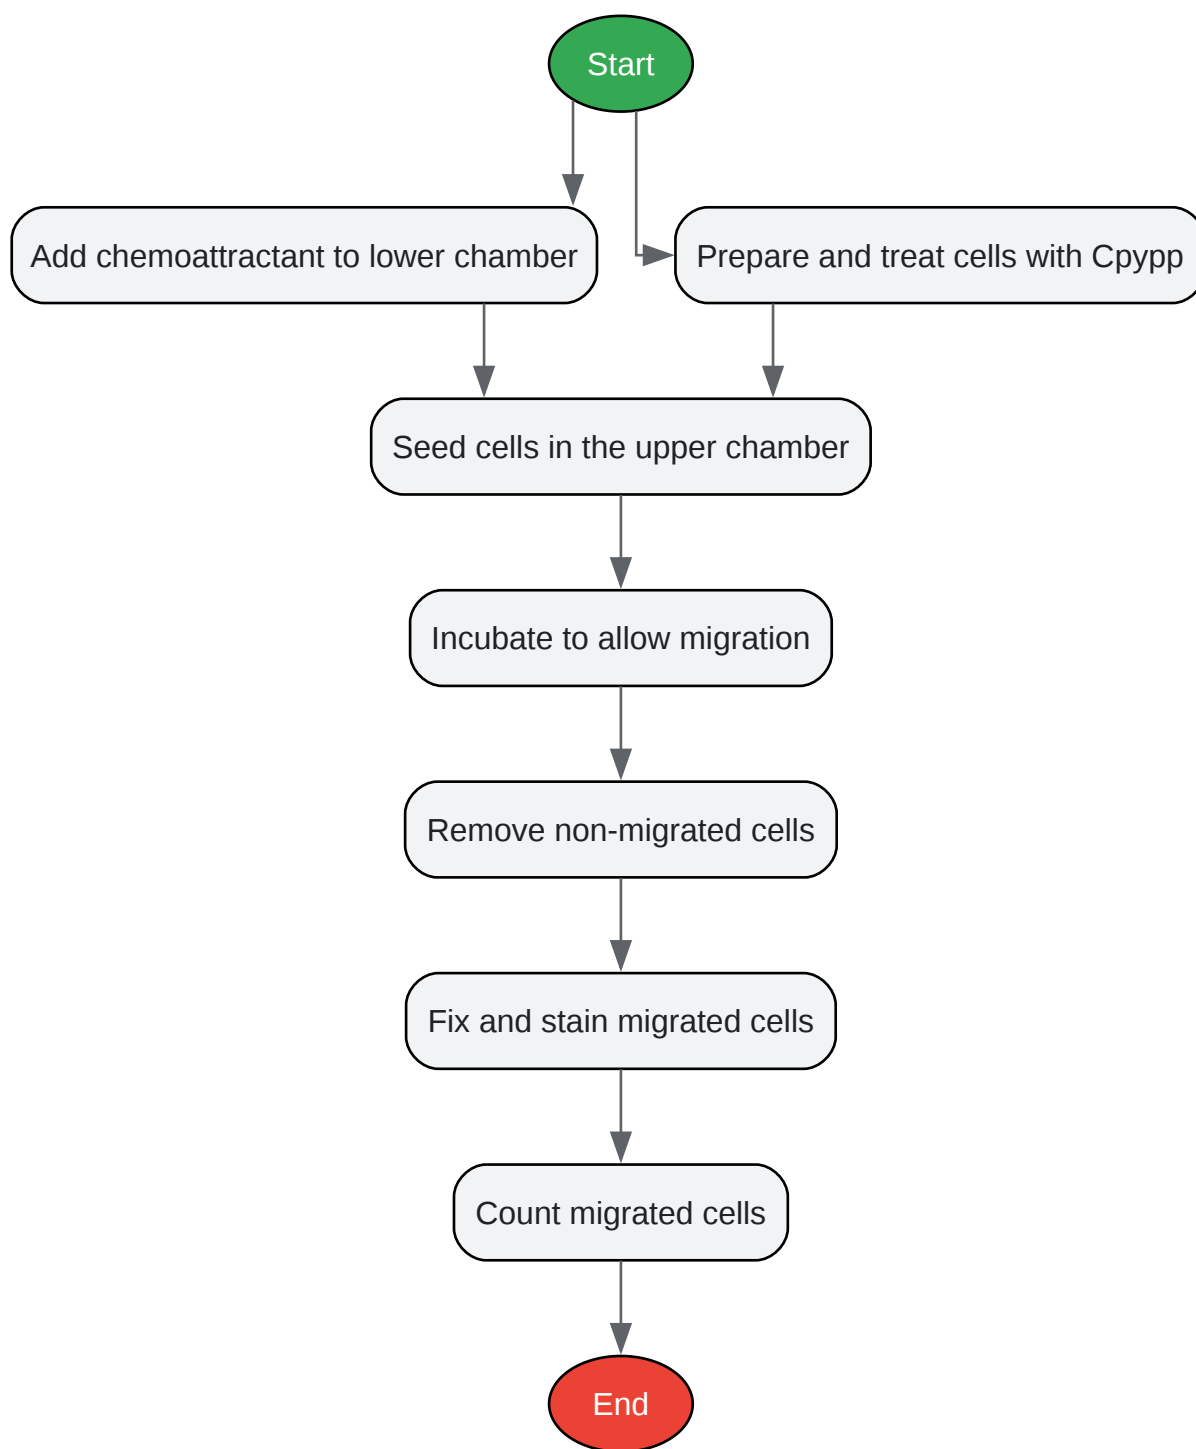 Start
Add chemoattractant to lower chamber
Prepare and treat cells with Cpypp
Seed cells in the upper chamber
Incubate to allow migration
Remove non-migrated cells
Fix and stain migrated cells
Count migrated cells
End